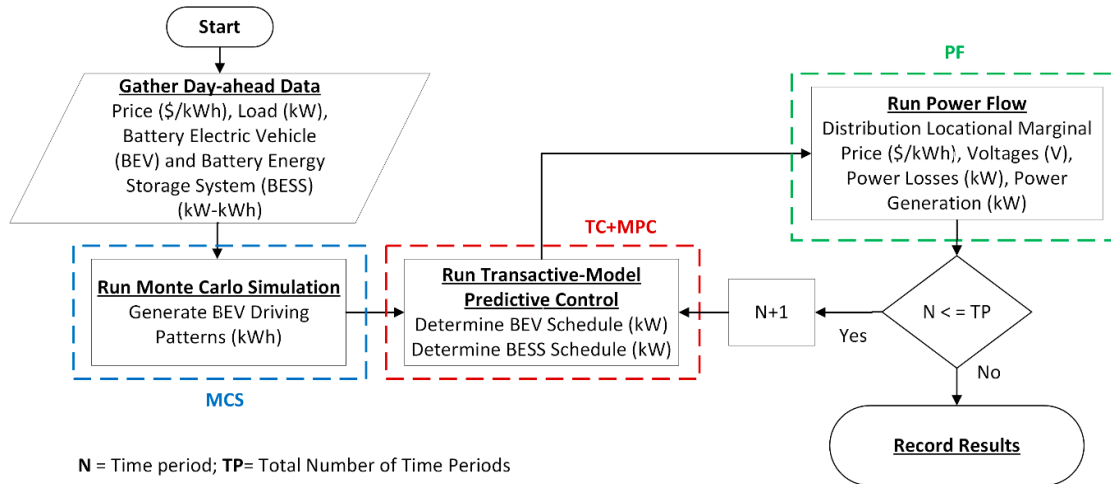 Start
Gather Day-ahead Data
Price ($/kWh), Load (kW),
Battery Electric Vehicle
(BEV) and Battery Energy
Storage System (BESS)
(kW-kWh)
MCS
Run Monte Carlo Simulation
Generate BEV Driving
Patterns (kWh)
TC+MPC
Run Transactive-Model
Predictive Control
Determine BEV Schedule (kW)
Determine BESS Schedule (kW)
PF
Run Power Flow
Distribution Locational Marginal
Price ($/kWh), Voltages (V),
Power Losses (kW), Power
Generation (kW)
N < = TP
Yes
N+1
No
Record Results
N = Time period; TP= Total Number of Time Periods